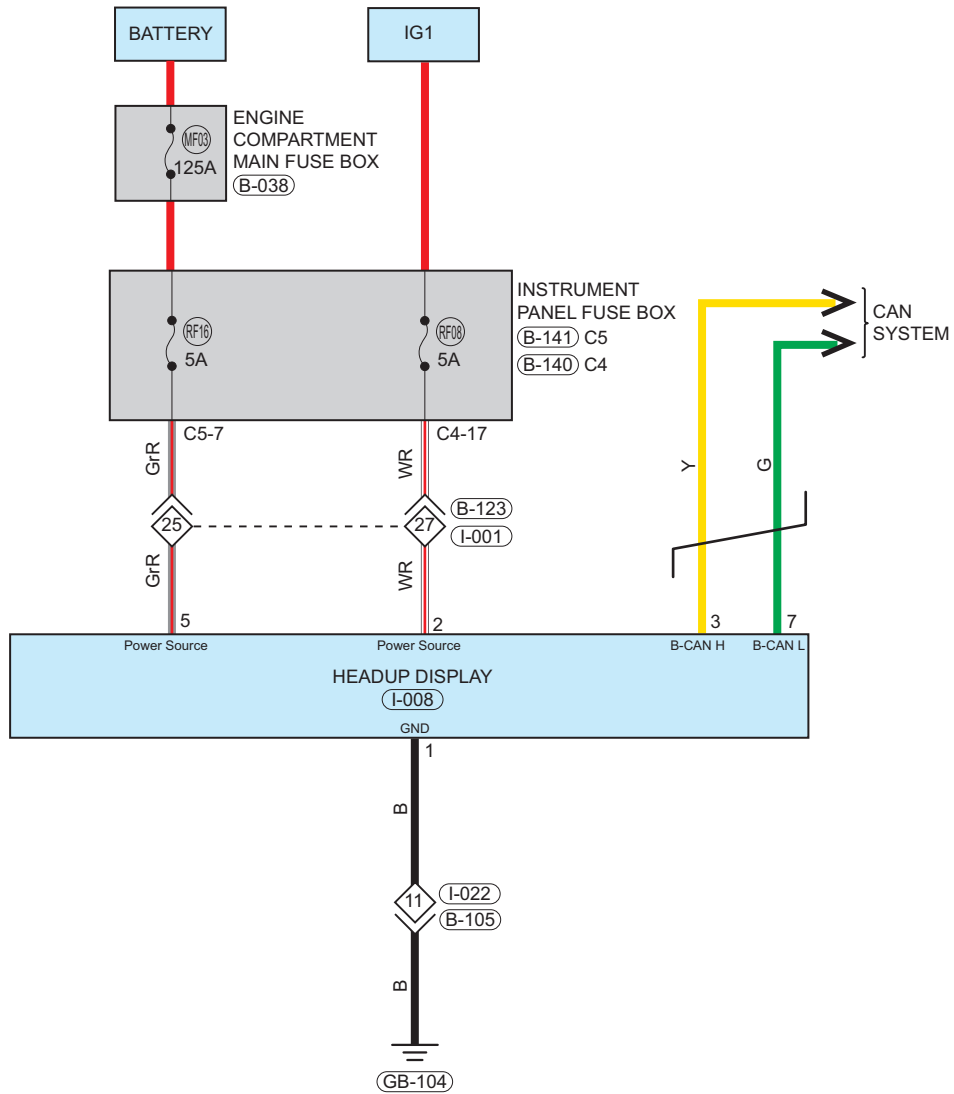 BATTERY
IG1
MF03
125A
ENGINE
COMPARTMENT
MAIN FUSE BOX
B-038
RF16
5A
RF08
5A
INSTRUMENT
PANEL FUSE BOX
B-141 C5
B-140 C4
CAN
SYSTEM
C5-7
C4-17
GrR
WR
Y
G
25
27
B-123
I-001
GrR
WR
5
2
3
7
Power Source
Power Source
B-CAN H
B-CAN L
HEADUP DISPLAY
I-008
GND
1
B
11
I-022
B-105
B
GB-104